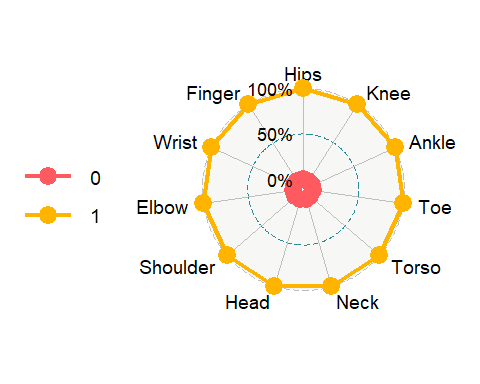 Hips
Finger
100%
Knee
Wrist
50%
Ankle
0
0%
1
Elbow
Toe
Shoulder
Torso
Head
Neck